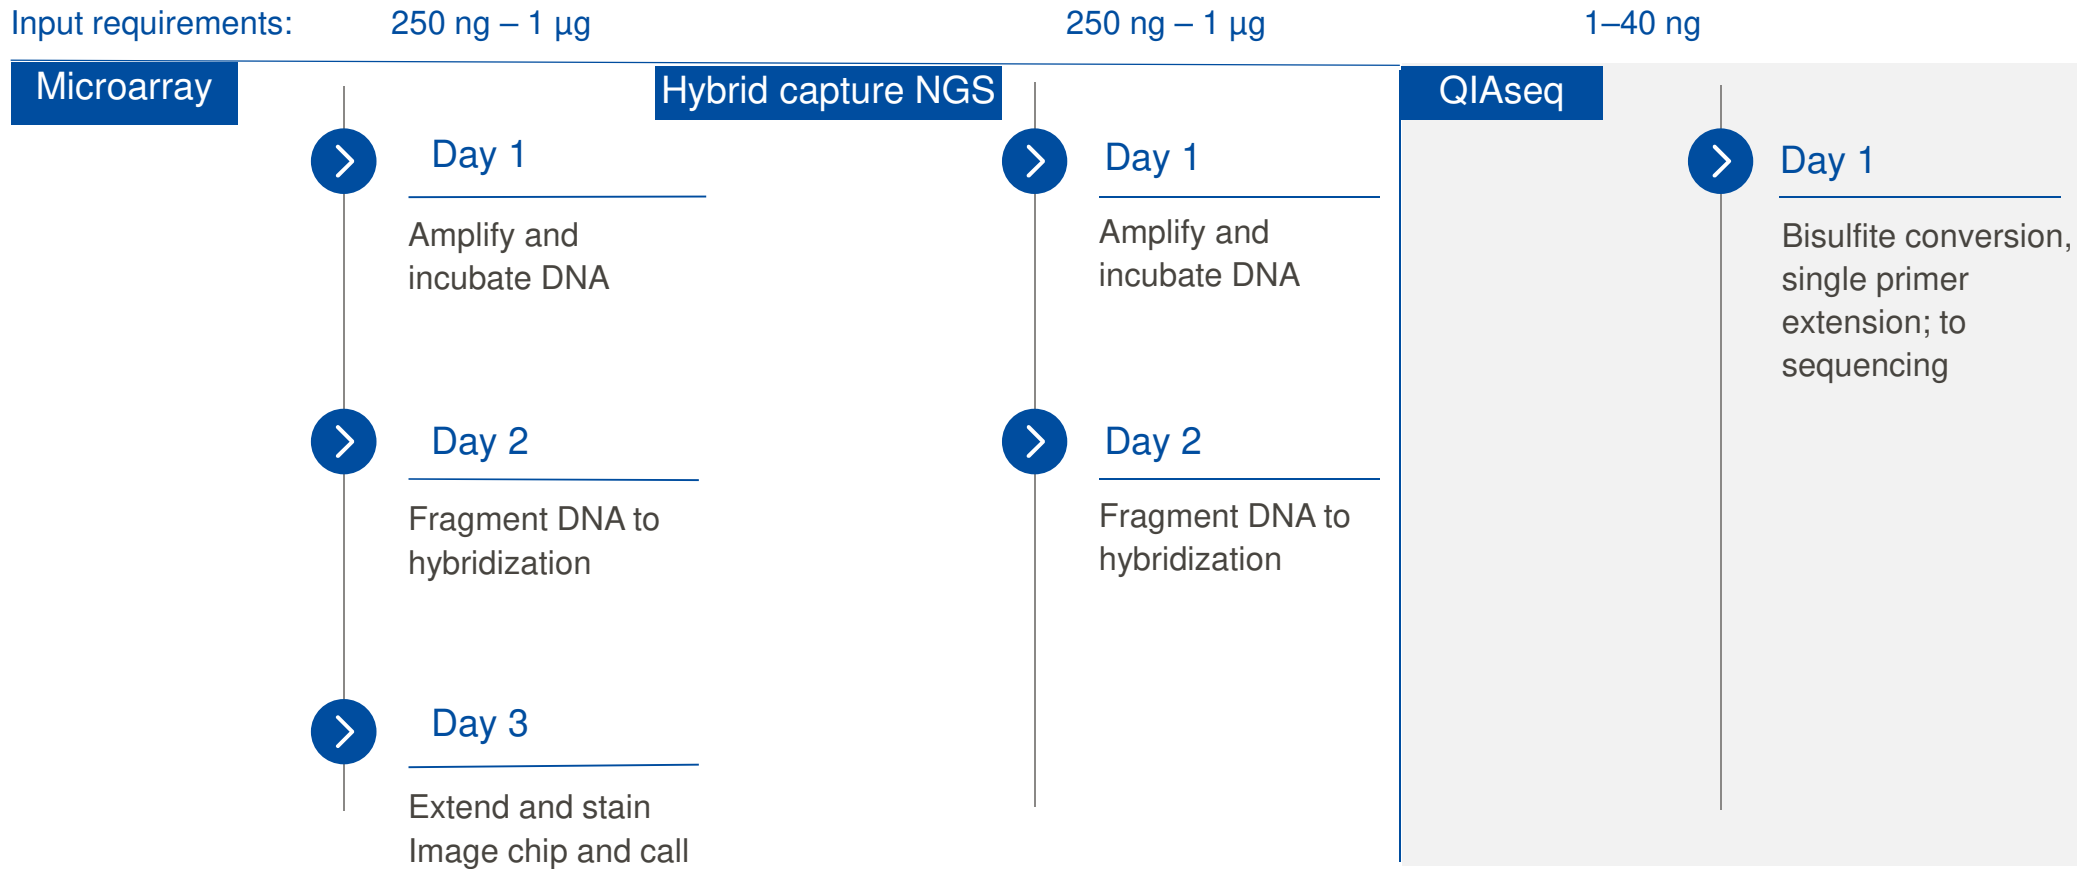 Input requirements: 250 ng – 1 µg 250 ng – 1 µg 1–40 ng
Microarray
Day 1
Amplify and
incubate DNA
Day 2
Fragment DNA to
hybridization
Day 3
Extend and stain
Image chip and call
Hybrid capture NGS
Day 1
Amplify and
incubate DNA
Day 2
Fragment DNA to
hybridization
QIAseq
Day 1
Bisulfite conversion,
single primer
extension; to
sequencing